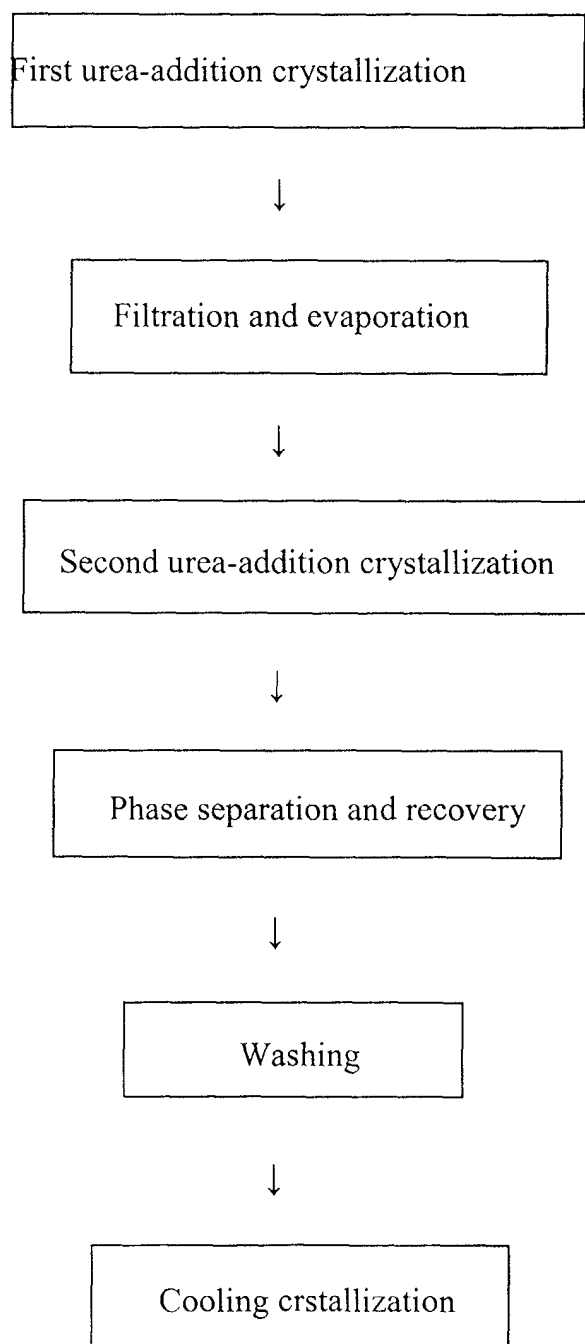 First urea-addition crystallization
↓
Filtration and evaporation
↓
Second urea-addition crystallization
↓
Phase separation and recovery
↓
Washing
↓
Cooling crstallization